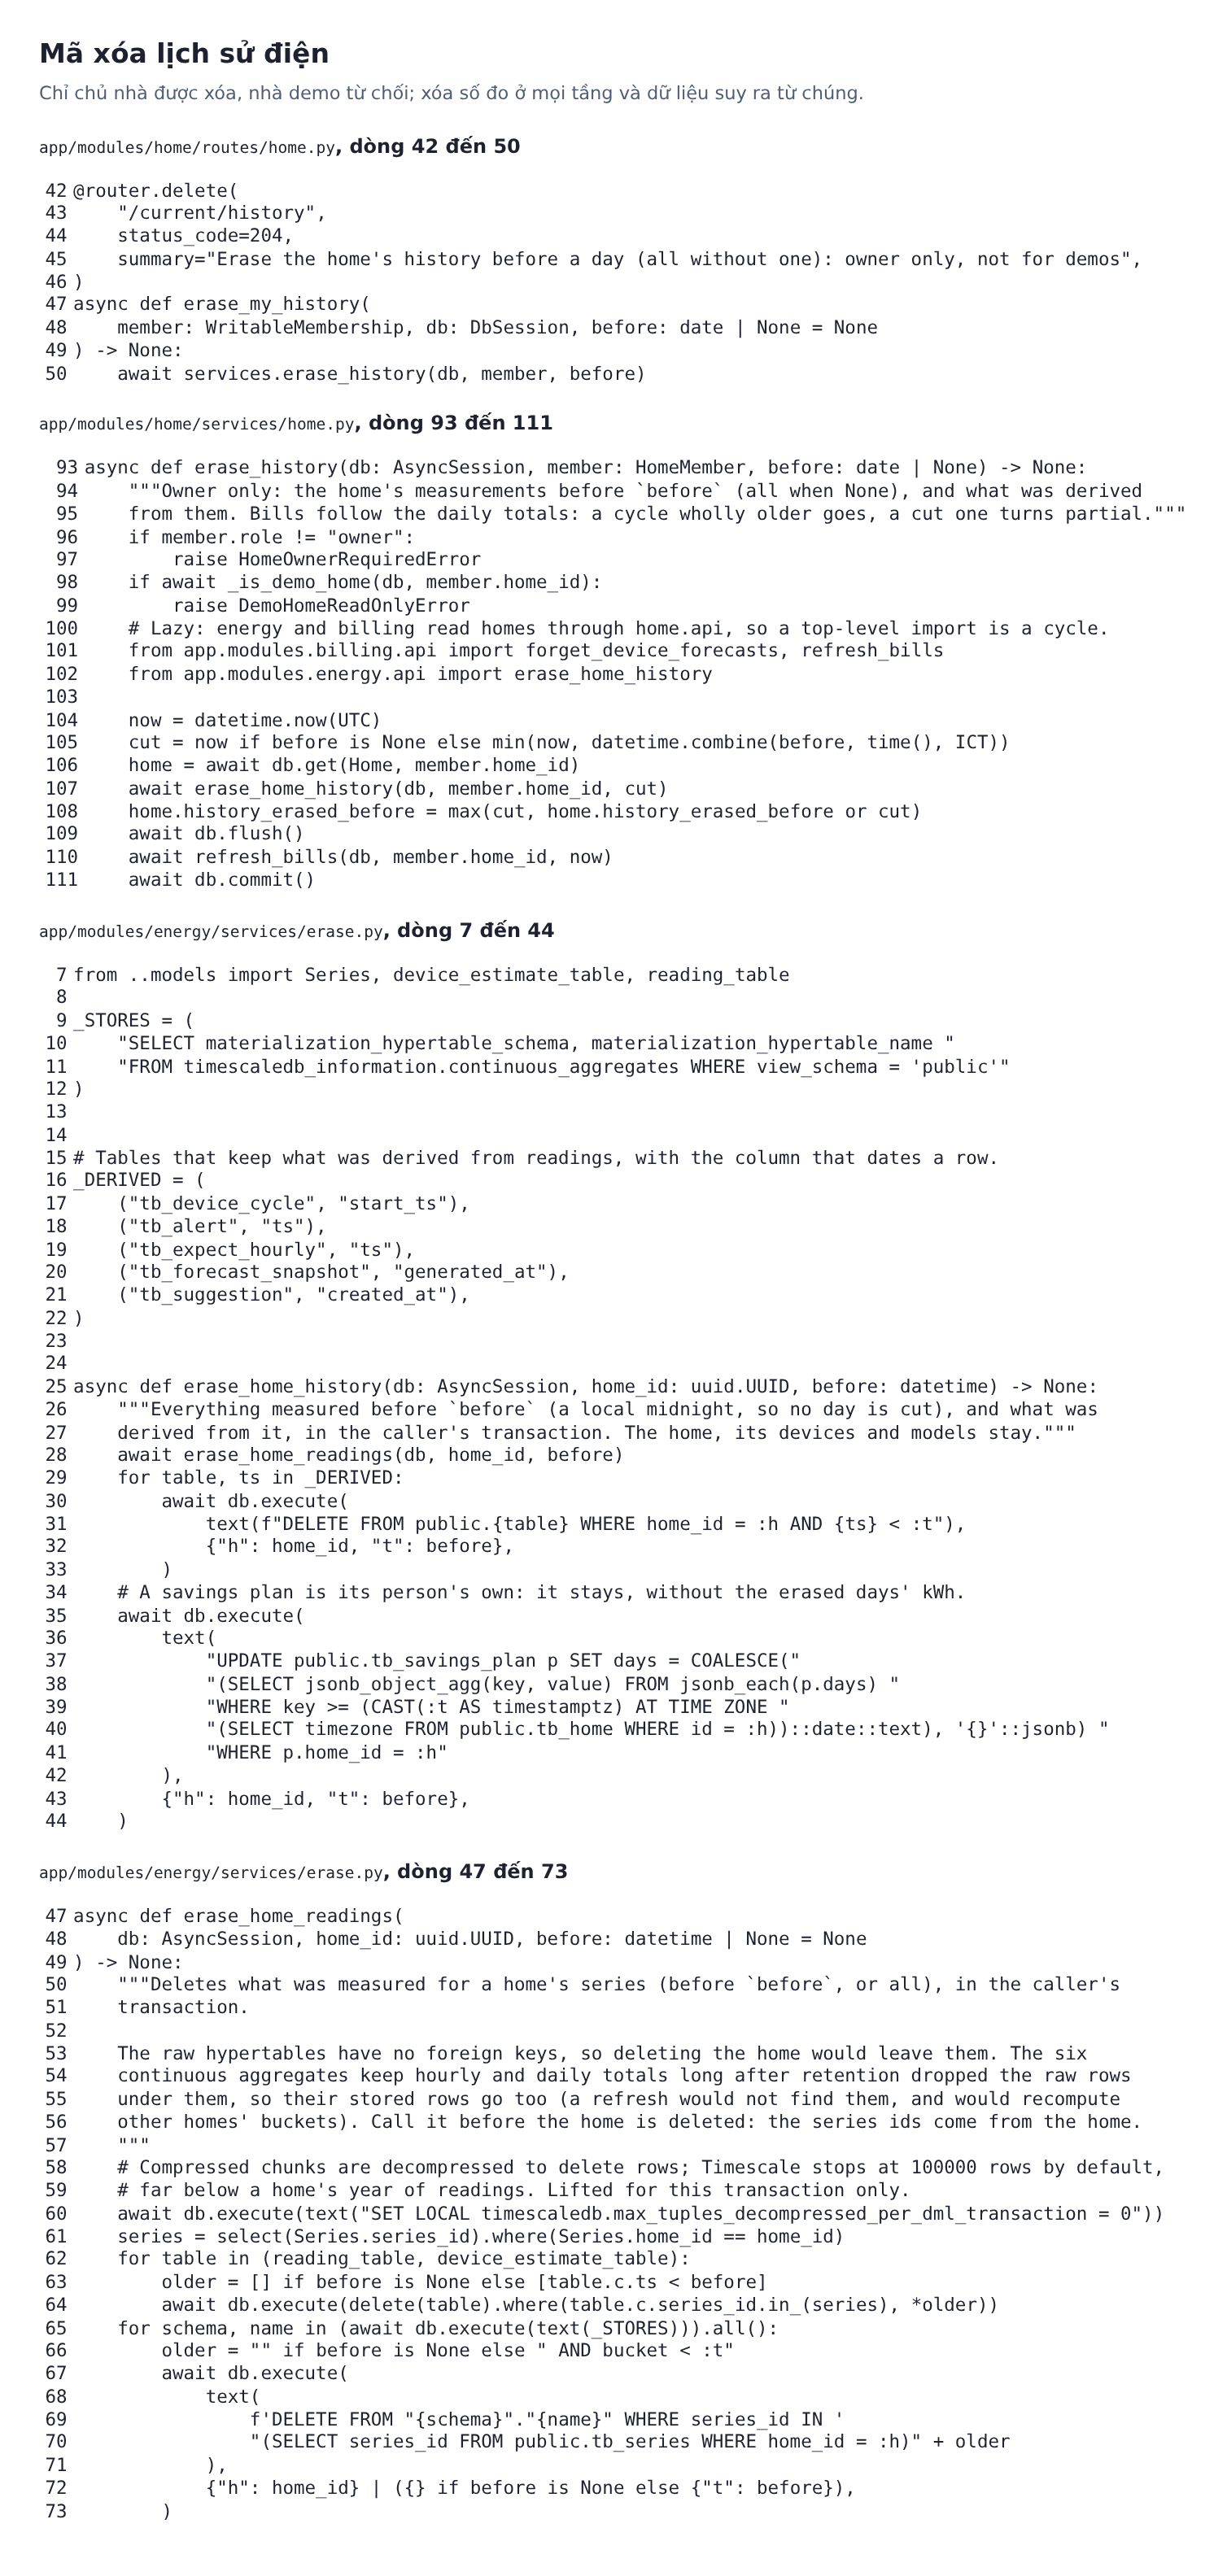 Mã xóa lịch sử điện
Chỉ chủ nhà được xóa, nhà demo từ chối; xóa số đo ở mọi tầng và dữ liệu suy ra từ chúng.
app/modules/home/routes/home.py, dòng 42 đến 50
42 @router.delete(
43     "/current/history",
44     status_code=204,
45     summary="Erase the home's history before a day (all without one): owner only, not for demos",
46 )
47 async def erase_my_history(
48     member: WritableMembership, db: DbSession, before: date | None = None
49 ) -> None:
50     await services.erase_history(db, member, before)
app/modules/home/services/home.py, dòng 93 đến 111
93 async def erase_history(db: AsyncSession, member: HomeMember, before: date | None) -> None:
94     """Owner only: the home's measurements before `before` (all when None), and what was derived
95     from them. Bills follow the daily totals: a cycle wholly older goes, a cut one turns partial."""
96     if member.role != "owner":
97         raise HomeOwnerRequiredError
98     if await _is_demo_home(db, member.home_id):
99         raise DemoHomeReadOnlyError
100     # Lazy: energy and billing read homes through home.api, so a top-level import is a cycle.
101     from app.modules.billing.api import forget_device_forecasts, refresh_bills
102     from app.modules.energy.api import erase_home_history
103
104     now = datetime.now(UTC)
105     cut = now if before is None else min(now, datetime.combine(before, time(), ICT))
106     home = await db.get(Home, member.home_id)
107     await erase_home_history(db, member.home_id, cut)
108     home.history_erased_before = max(cut, home.history_erased_before or cut)
109     await db.flush()
110     await refresh_bills(db, member.home_id, now)
111     await db.commit()
app/modules/energy/services/erase.py, dòng 7 đến 44
7 from ..models import Series, device_estimate_table, reading_table
8
9 _STORES = (
10     "SELECT materialization_hypertable_schema, materialization_hypertable_name "
11     "FROM timescaledb_information.continuous_aggregates WHERE view_schema = 'public'"
12 )
13
14
15 # Tables that keep what was derived from readings, with the column that dates a row.
16 _DERIVED = (
17     ("tb_device_cycle", "start_ts"),
18     ("tb_alert", "ts"),
19     ("tb_expect_hourly", "ts"),
20     ("tb_forecast_snapshot", "generated_at"),
21     ("tb_suggestion", "created_at"),
22 )
23
24
25 async def erase_home_history(db: AsyncSession, home_id: uuid.UUID, before: datetime) -> None:
26     """Everything measured before `before` (a local midnight, so no day is cut), and what was
27     derived from it, in the caller's transaction. The home, its devices and models stay."""
28     await erase_home_readings(db, home_id, before)
29     for table, ts in _DERIVED:
30         await db.execute(
31             text(f"DELETE FROM public.{table} WHERE home_id = :h AND {ts} < :t"),
32             {"h": home_id, "t": before},
33         )
34     # A savings plan is its person's own: it stays, without the erased days' kWh.
35     await db.execute(
36         text(
37             "UPDATE public.tb_savings_plan p SET days = COALESCE("
38             "(SELECT jsonb_object_agg(key, value) FROM jsonb_each(p.days) "
39             "WHERE key >= (CAST(:t AS timestamptz) AT TIME ZONE "
40             "(SELECT timezone FROM public.tb_home WHERE id = :h))::date::text), '{}'::jsonb) "
41             "WHERE p.home_id = :h"
42         ),
43         {"h": home_id, "t": before},
44     )
app/modules/energy/services/erase.py, dòng 47 đến 73
47 async def erase_home_readings(
48     db: AsyncSession, home_id: uuid.UUID, before: datetime | None = None
49 ) -> None:
50     """Deletes what was measured for a home's series (before `before`, or all), in the caller's
51     transaction.
52
53     The raw hypertables have no foreign keys, so deleting the home would leave them. The six
54     continuous aggregates keep hourly and daily totals long after retention dropped the raw rows
55     under them, so their stored rows go too (a refresh would not find them, and would recompute
56     other homes' buckets). Call it before the home is deleted: the series ids come from the home.
57     """
58     # Compressed chunks are decompressed to delete rows; Timescale stops at 100000 rows by default,
59     # far below a home's year of readings. Lifted for this transaction only.
60     await db.execute(text("SET LOCAL timescaledb.max_tuples_decompressed_per_dml_transaction = 0"))
61     series = select(Series.series_id).where(Series.home_id == home_id)
62     for table in (reading_table, device_estimate_table):
63         older = [] if before is None else [table.c.ts < before]
64         await db.execute(delete(table).where(table.c.series_id.in_(series), *older))
65     for schema, name in (await db.execute(text(_STORES))).all():
66         older = "" if before is None else " AND bucket < :t"
67         await db.execute(
68             text(
69                 f'DELETE FROM "{schema}"."{name}" WHERE series_id IN '
70                 "(SELECT series_id FROM public.tb_series WHERE home_id = :h)" + older
71             ),
72             {"h": home_id} | ({} if before is None else {"t": before}),
73         )